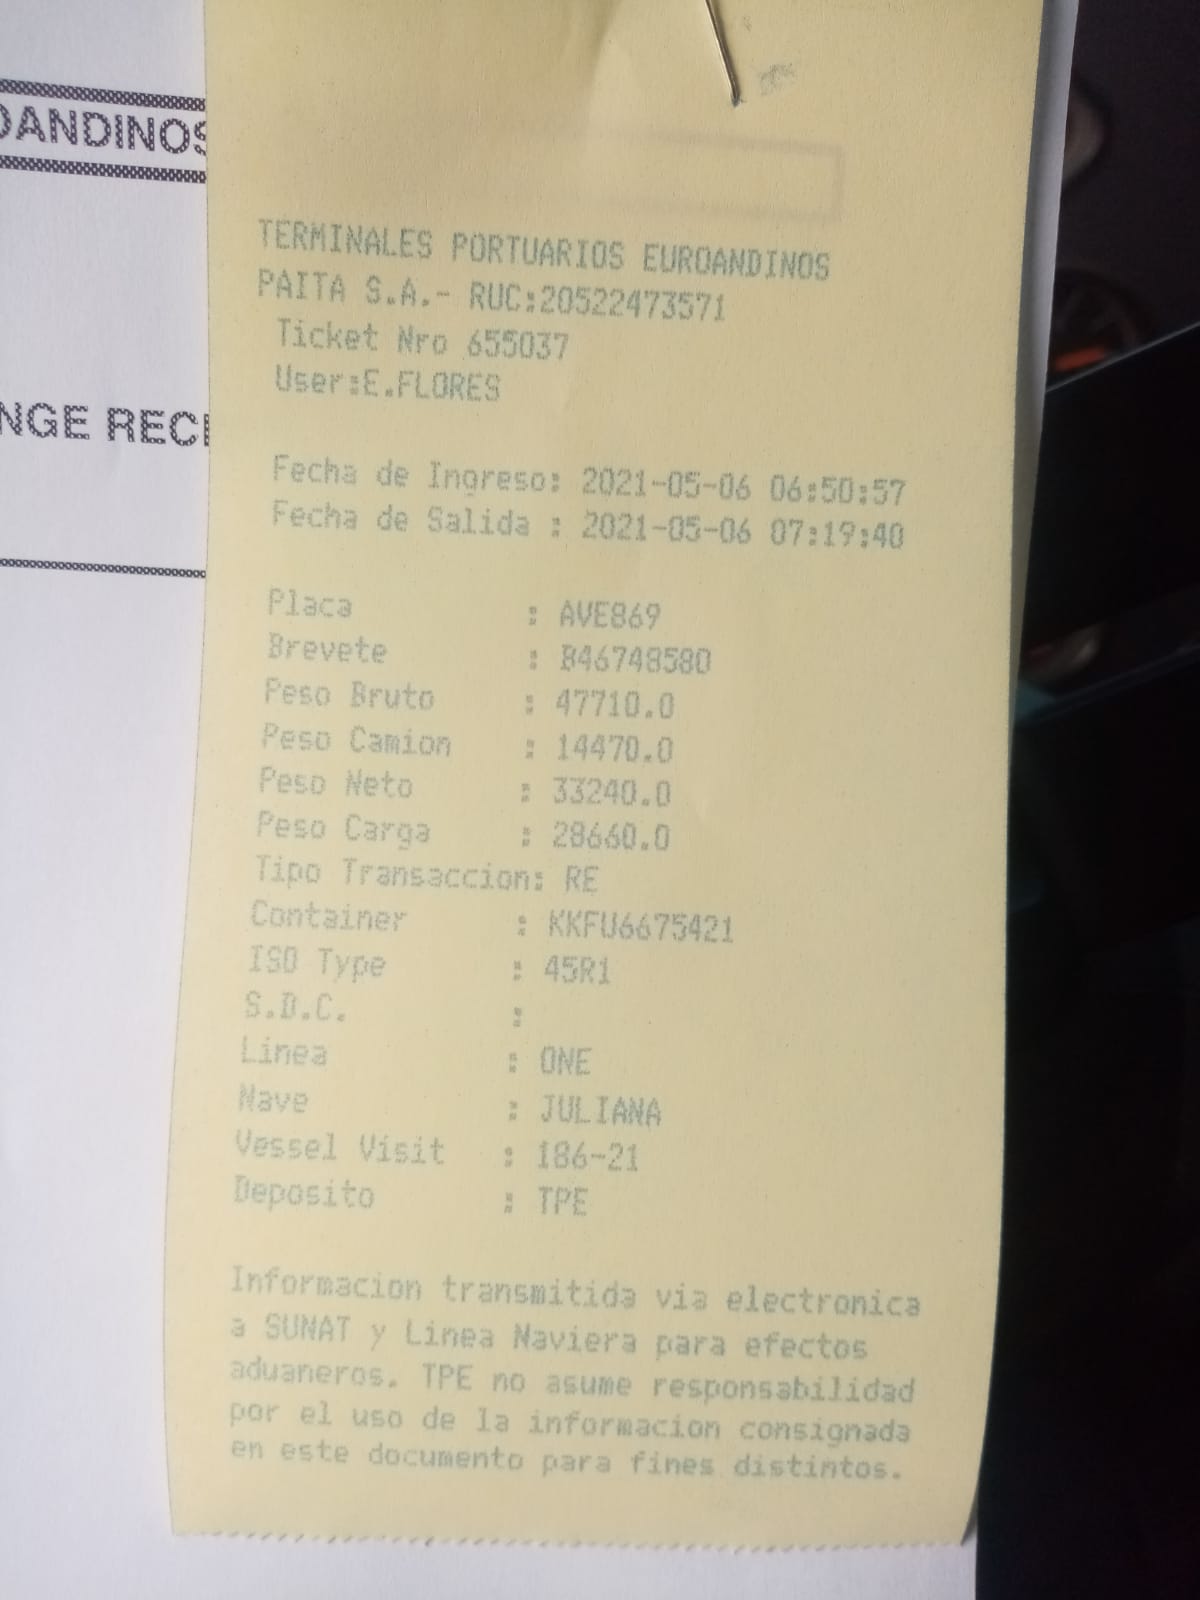 OANDINOS
NGE RECE
TERMINALES PORTUARIOS EUROANDINOS
PAITA S.A.- RUC:20522473571
Ticket Nro 655037
User:E.FLORES
Fecha de Ingreso: 2021-05-06 06:50:57
Fecha de Salida : 2021-05-06 07:19:40
Placa : AVE869
Brevete : B46748580
Peso Bruto : 47710.0
Peso Camion : 14470.0
Peso Neto : 33240.0
Peso Carga : 28660.0
Tipo Transaccion: RE
Container : KKFU6675421
ISO Type : 45R1
S.D.C. :
Linea : ONE
Nave : JULIANA
Vessel Visit : 186-21
Deposito : TPE
Informacion transmitida via electronica
a SUNAT y Linea Naviera para efectos
aduaneros. TPE no asume responsabilidad
por el uso de la informacion consignada
en este documento para fines distintos.